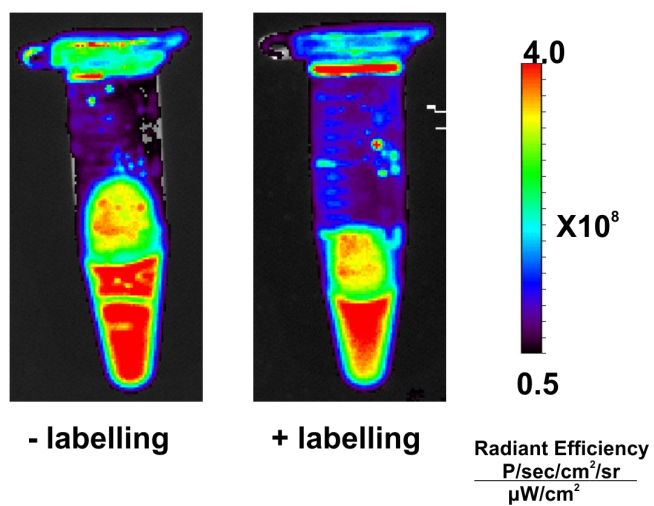 4.0
X10⁸
0.5
- labelling
+ labelling
Radiant Efficiency
P/sec/cm²/sr
µW/cm²